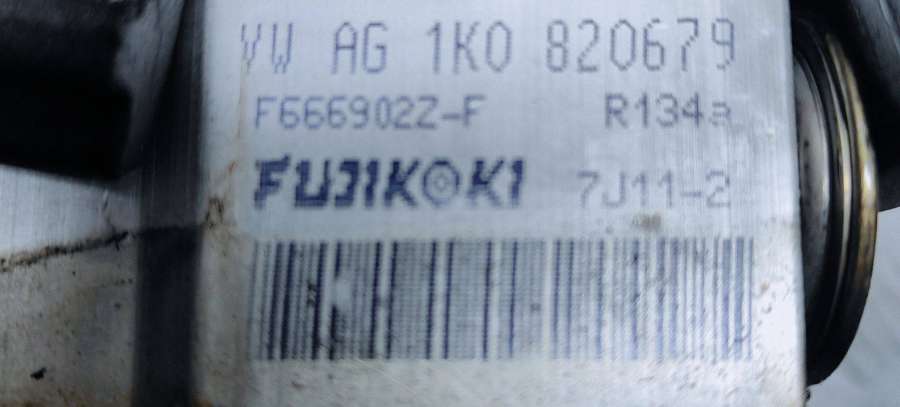 VW AG 1K0 820679
F666902Z-F R134a
FUJIKOKI 7J11-2